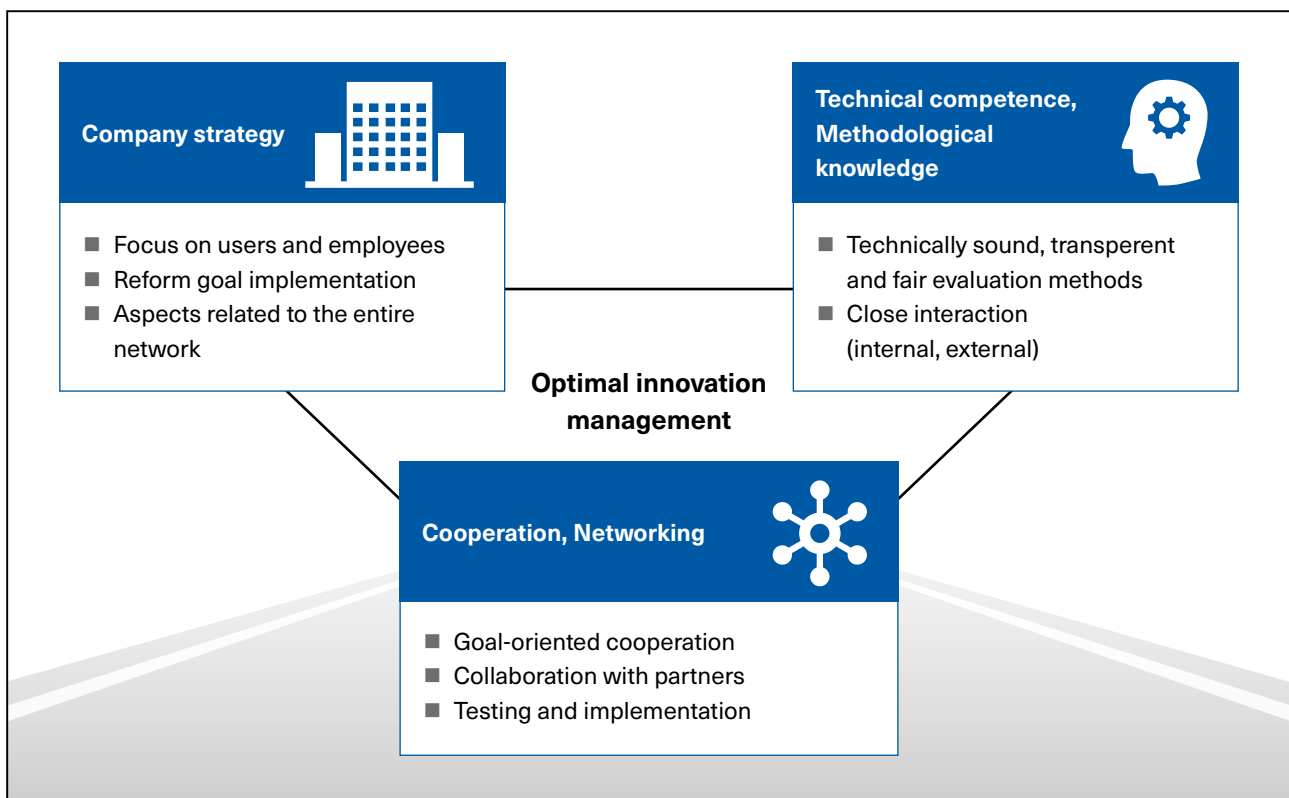 Company strategy
■ Focus on users and employees
■ Reform goal implementation
■ Aspects related to the entire
network
Technical competence,
Methodological
knowledge
■ Technically sound, transperent
and fair evaluation methods
■ Close interaction
(internal, external)
Optimal innovation
management
Cooperation, Networking
■ Goal-oriented cooperation
■ Collaboration with partners
■ Testing and implementation